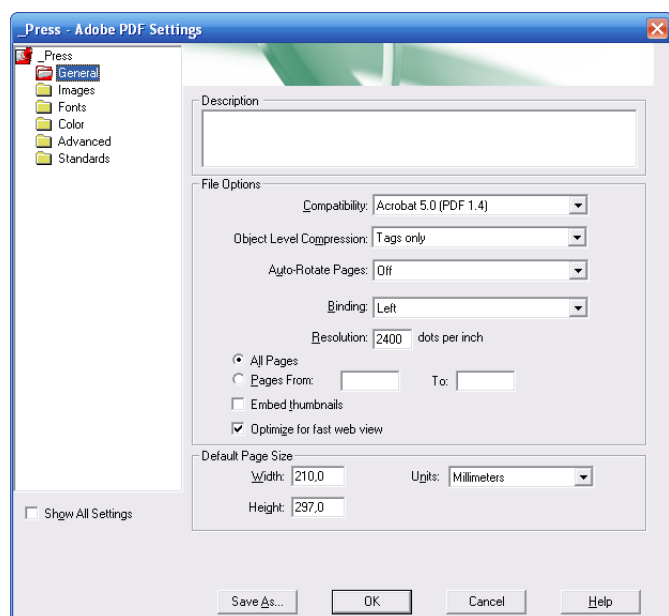 _Press - Adobe PDF Settings
_Press
General
Images
Fonts
Color
Advanced
Standards
Show All Settings
Description
File Options
Compatibility: Acrobat 5.0 (PDF 1.4)
Object Level Compression: Tags only
Auto-Rotate Pages: Off
Binding: Left
Resolution: 2400 dots per inch
All Pages
Pages From: To:
Embed thumbnails
Optimize for fast web view
Default Page Size
Width: 210,0 Units: Millimeters
Height: 297,0
Save As... OK Cancel Help